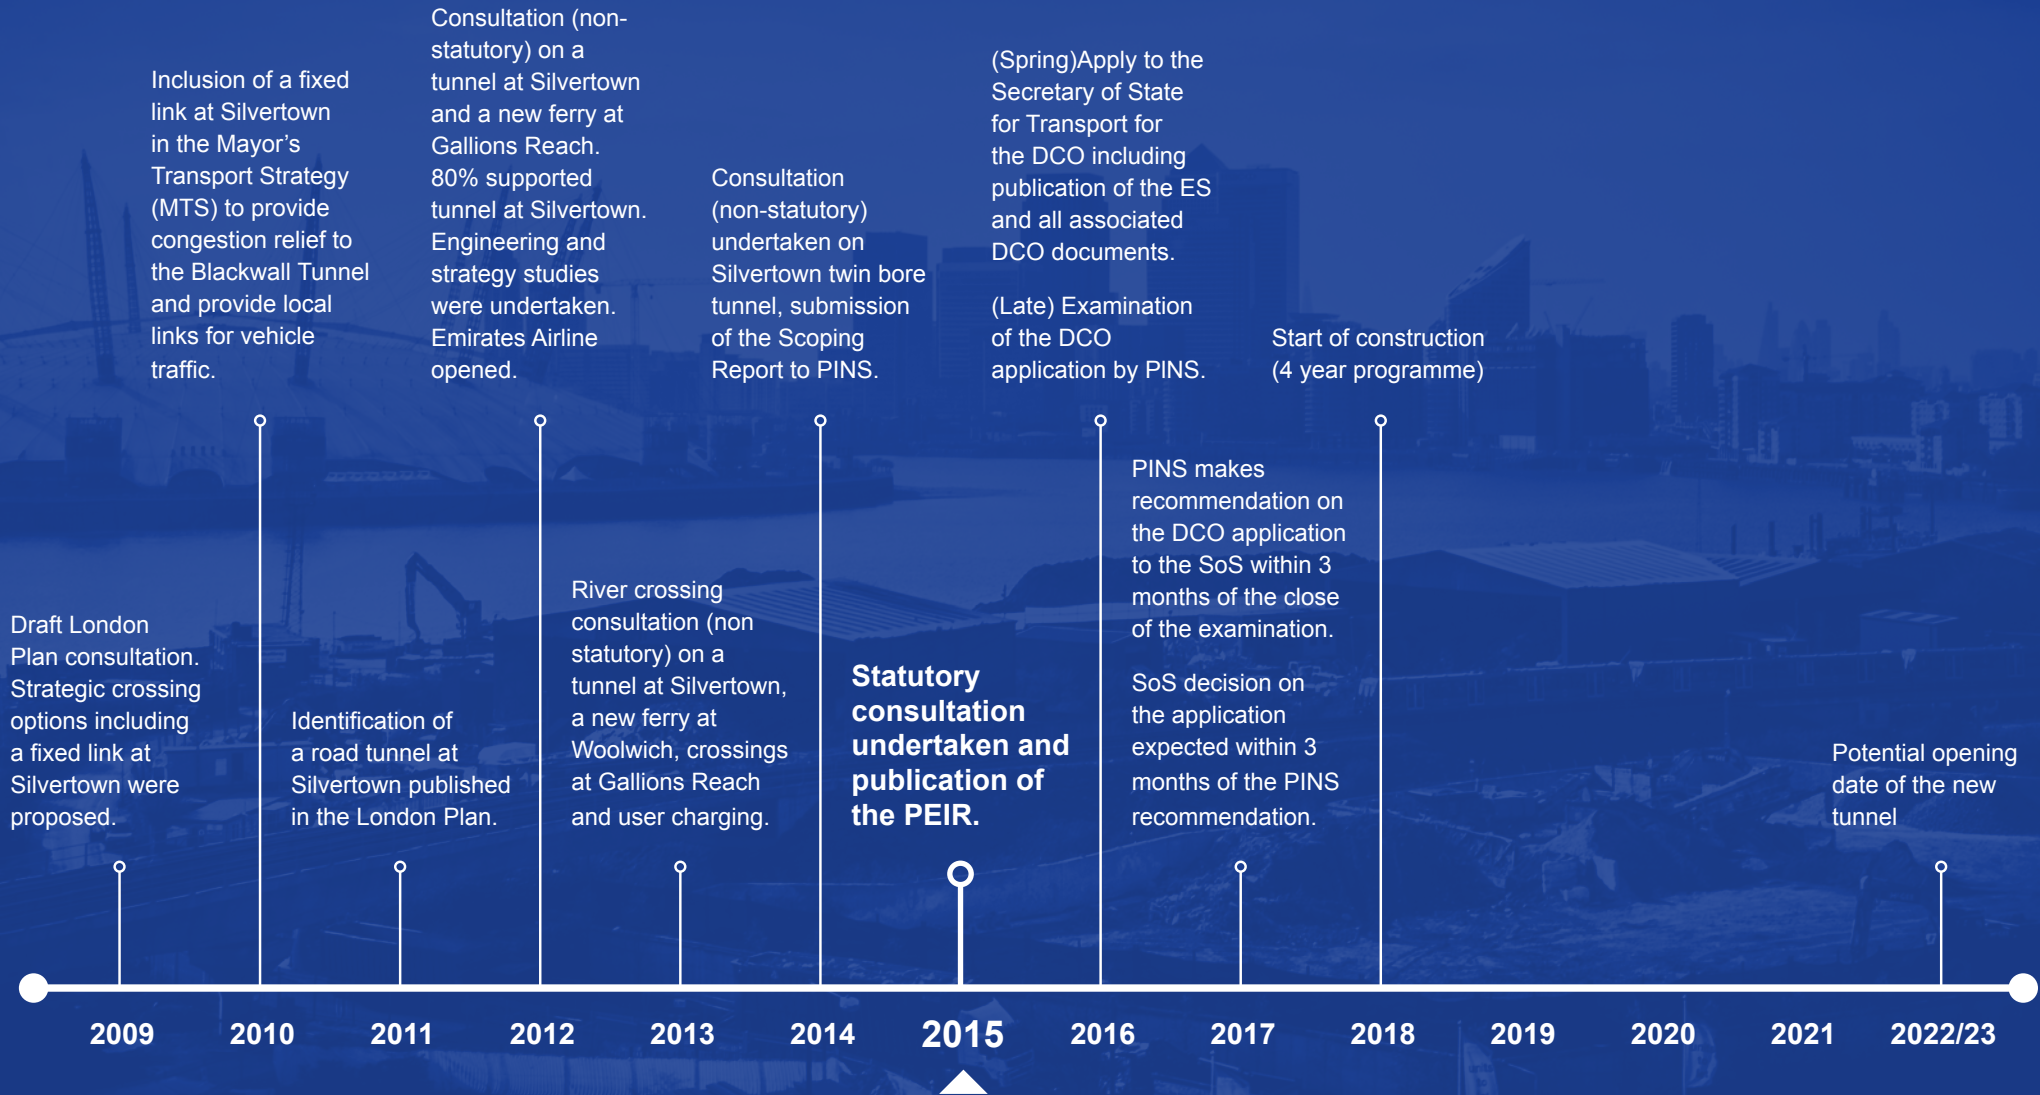 Draft London
Plan consultation.
Strategic crossing
options including
a fixed link at
Silvertown were
proposed.
Inclusion of a fixed
link at Silvertown
in the Mayor’s
Transport Strategy
(MTS) to provide
congestion relief to
the Blackwall Tunnel
and provide local
links for vehicle
traffic.
Identification of
a road tunnel at
Silvertown published
in the London Plan.
Consultation (non-
statutory) on a
tunnel at Silvertown
and a new ferry at
Gallions Reach.
80% supported
tunnel at Silvertown.
Engineering and
strategy studies
were undertaken.
Emirates Airline
opened.
River crossing
consultation (non
statutory) on a
tunnel at Silvertown,
a new ferry at
Woolwich, crossings
at Gallions Reach
and user charging.
Consultation
(non-statutory)
undertaken on
Silvertown twin bore
tunnel, submission
of the Scoping
Report to PINS.
Statutory
consultation
undertaken and
publication of
the PEIR.
(Spring)Apply to the
Secretary of State
for Transport for
the DCO including
publication of the ES
and all associated
DCO documents.
(Late) Examination
of the DCO
application by PINS.
PINS makes
recommendation on
the DCO application
to the SoS within 3
months of the close
of the examination.
SoS decision on
the application
expected within 3
months of the PINS
recommendation.
Start of construction
(4 year programme)
Potential opening
date of the new
tunnel
2009 2010 2011 2012 2013 2014 2015 2016 2017 2018 2019 2020 2021 2022/23